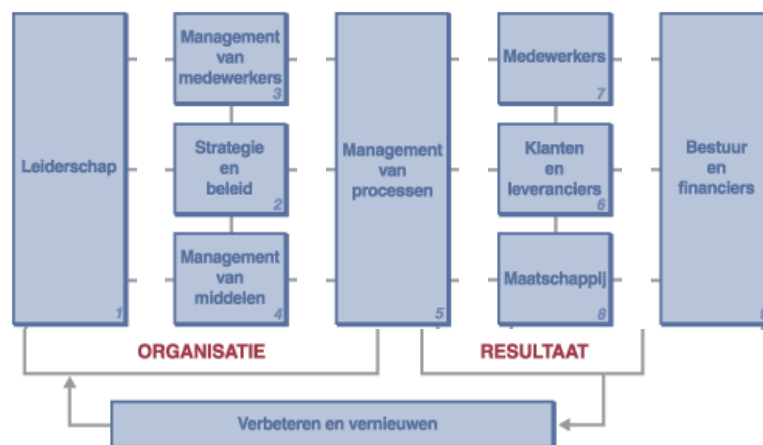 Leiderschap
1
Management
van
medewerkers
3
Strategie
en
beleid
2
Management
van
middelen
4
Management
van
processen
5
Medewerkers
7
Klanten
en
leveranciers
6
Maatschappij
8
Bestuur
en
financiers
9
ORGANISATIE
RESULTAAT
Verbeteren en vernieuwen